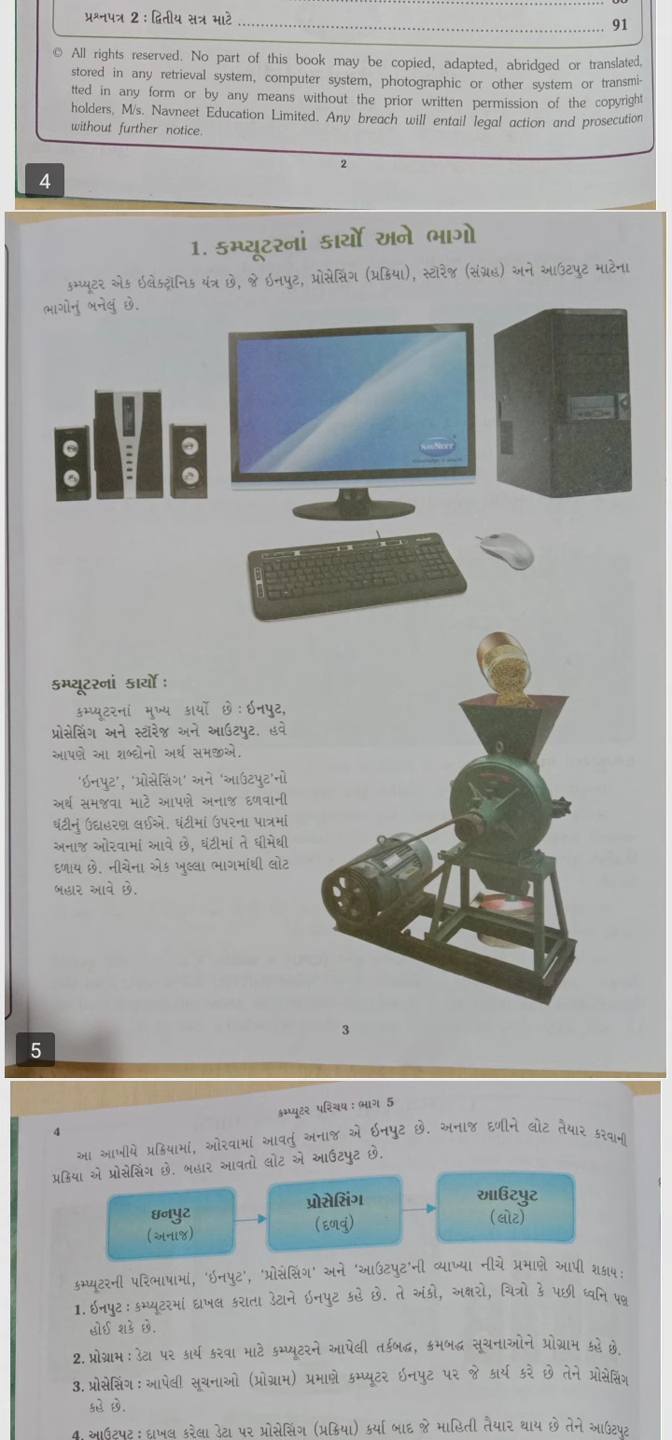 પ્રશ્નપત્ર 2 : દ્વિતીય સત્ર માટે .......... 91
© All rights reserved. No part of this book may be copied, adapted, abridged or translated,
stored in any retrieval system, computer system, photographic or other system or transmi-
tted in any form or by any means without the prior written permission of the copyright
holders, M/s. Navneet Education Limited. Any breach will entail legal action and prosecution
without further notice.
2
4
1. કમ્પ્યૂટરનાં કાર્યો અને ભાગો
કમ્પ્યૂટર એક ઇલેક્ટ્રૉનિક યંત્ર છે, જે ઇનપુટ, પ્રોસેસિંગ (પ્રક્રિયા), સ્ટૉરેજ (સંગ્રહ) અને આઉટપુટ માટેના
ભાગોનું બનેલું છે.
NAVNEET
કમ્પ્યૂટરનાં કાર્યો :
કમ્પ્યૂટરનાં મુખ્ય કાર્યો છે : ઇનપુટ,
પ્રોસેસિંગ અને સ્ટૉરેજ અને આઉટપુટ. હવે
આપણે આ શબ્દોનો અર્થ સમજીએ.
'ઇનપુટ', 'પ્રોસેસિંગ' અને 'આઉટપુટ'નો
અર્થ સમજવા માટે આપણે અનાજ દળવાની
ઘંટીનું ઉદાહરણ લઈએ. ઘંટીમાં ઉપરના પાત્રમાં
અનાજ ઓરવામાં આવે છે, ઘંટીમાં તે ધીમેથી
દળાય છે. નીચેના એક ખુલ્લા ભાગમાંથી લોટ
બહાર આવે છે.
3
5
કમ્પ્યૂટર પરિચય : ભાગ 5
4
આ આખીયે પ્રક્રિયામાં, ઓરવામાં આવતું અનાજ એ ઇનપુટ છે. અનાજ દળીને લોટ તૈયાર કરવાની
પ્રક્રિયા એ પ્રોસેસિંગ છે. બહાર આવતો લોટ એ આઉટપુટ છે.
ઇનપુટ
(અનાજ)
પ્રોસેસિંગ
(દળવું)
આઉટપુટ
(લોટ)
કમ્પ્યૂટરની પરિભાષામાં, 'ઇનપુટ', 'પ્રોસેસિંગ' અને 'આઉટપુટ'ની વ્યાખ્યા નીચે પ્રમાણે આપી શકાય :
1. ઇનપુટ : કમ્પ્યૂટરમાં દાખલ કરાતા ડેટાને ઇનપુટ કહે છે. તે અંકો, અક્ષરો, ચિત્રો કે પછી ધ્વનિ પણ
હોઈ શકે છે.
2. પ્રોગ્રામ : ડેટા પર કાર્ય કરવા માટે કમ્પ્યૂટરને આપેલી તર્કબદ્ધ, ક્રમબદ્ધ સૂચનાઓને પ્રોગ્રામ કહે છે.
3. પ્રોસેસિંગ : આપેલી સૂચનાઓ (પ્રોગ્રામ) પ્રમાણે કમ્પ્યૂટર ઇનપુટ પર જે કાર્ય કરે છે તેને પ્રોસેસિંગ
કહે છે.
4. આઉટપુટ : દાખલ કરેલા ડેટા પર પ્રોસેસિંગ (પ્રક્રિયા) કર્યા બાદ જે માહિતી તૈયાર થાય છે તેને આઉટપુટ